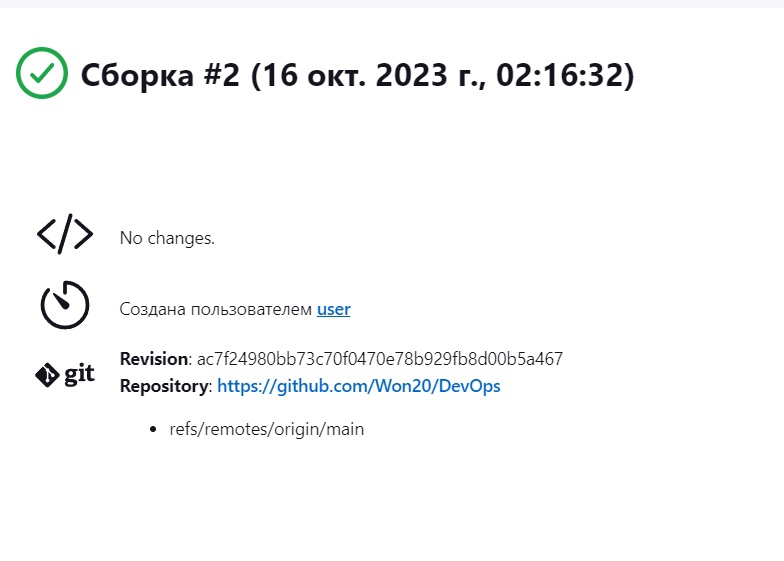 Сборка #2 (16 окт. 2023 г., 02:16:32)
No changes.
Создана пользователем user
git
Revision: ac7f24980bb73c70f0470e78b929fb8d00b5a467
Repository: https://github.com/Won20/DevOps
• refs/remotes/origin/main